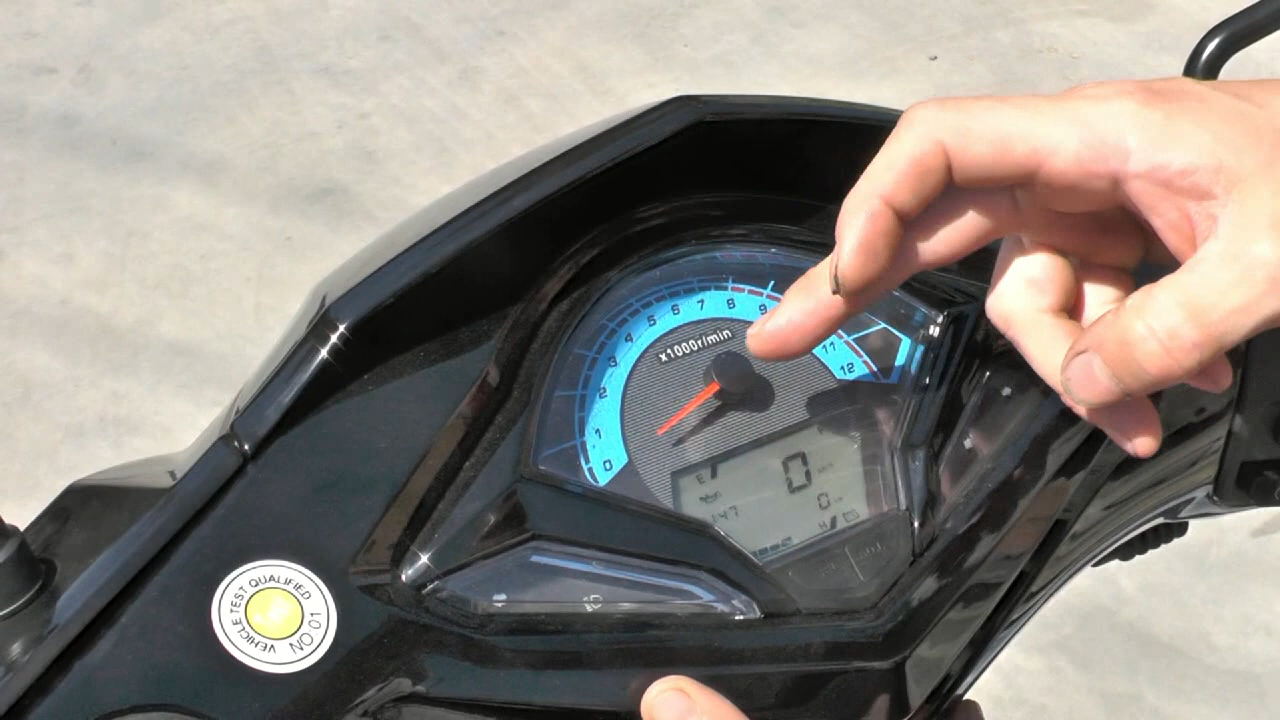 0 1 2 3 4 5 6 7 8 9 11 12
x1000r/min
E
0
147
0
H
VEHICLE TEST QUALIFIED
NO 01